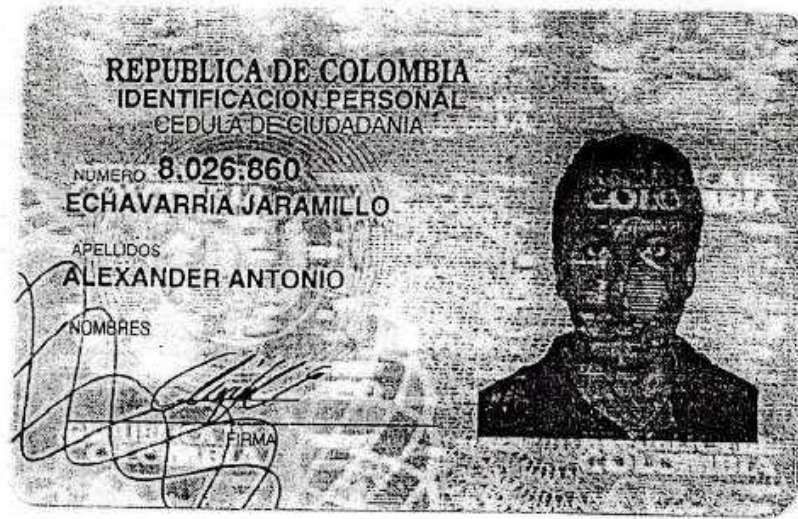 REPUBLICA DE COLOMBIA
IDENTIFICACION PERSONAL
CEDULA DE CIUDADANIA
NUMERO 8.026.860
ECHAVARRIA JARAMILLO
APELLIDOS
ALEXANDER ANTONIO
NOMBRES
FIRMA
COLOMBIA
COLOMBIA